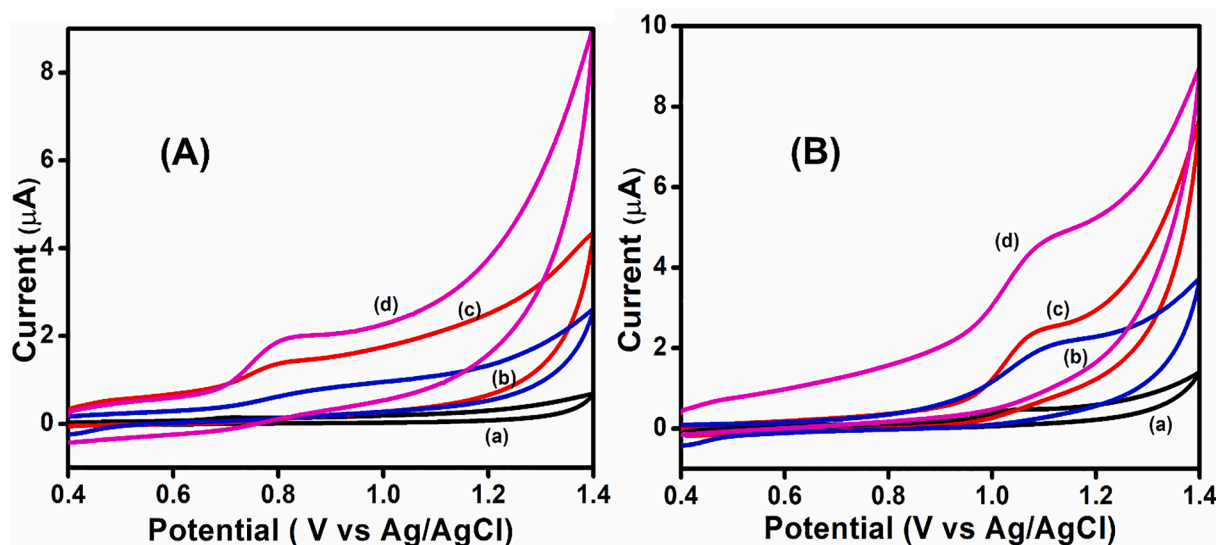 (A)
8
6
4
2
0
Current (μA)
(d)
(c)
(b)
(a)
0.4 0.6 0.8 1.0 1.2 1.4
Potential ( V vs Ag/AgCl)
(B)
10
8
6
4
2
0
Current (μA)
(d)
(c)
(b)
(a)
0.4 0.6 0.8 1.0 1.2 1.4
Potential (V vs Ag/AgCl)